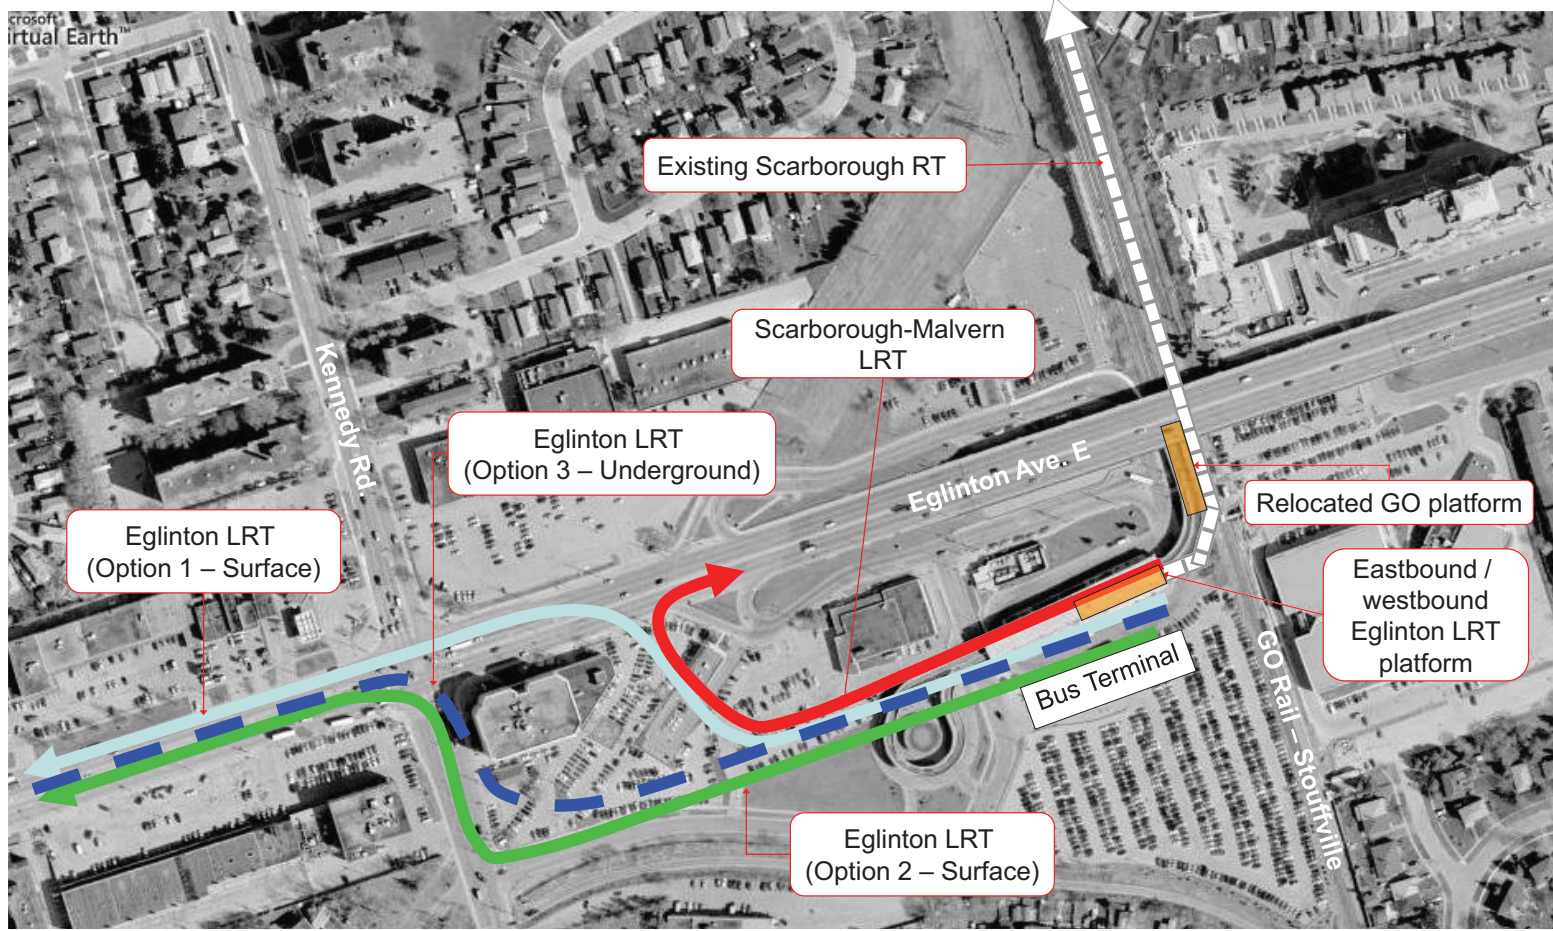 crosoft
irtual Earth™
Existing Scarborough RT
Scarborough-Malvern
LRT
Kennedy Rd.
Eglinton LRT
(Option 3 – Underground)
Eglinton Ave. E
Relocated GO platform
Eglinton LRT
(Option 1 – Surface)
Eastbound /
westbound
Eglinton LRT
platform
Bus Terminal
GO Rail – Stouffville
Eglinton LRT
(Option 2 – Surface)